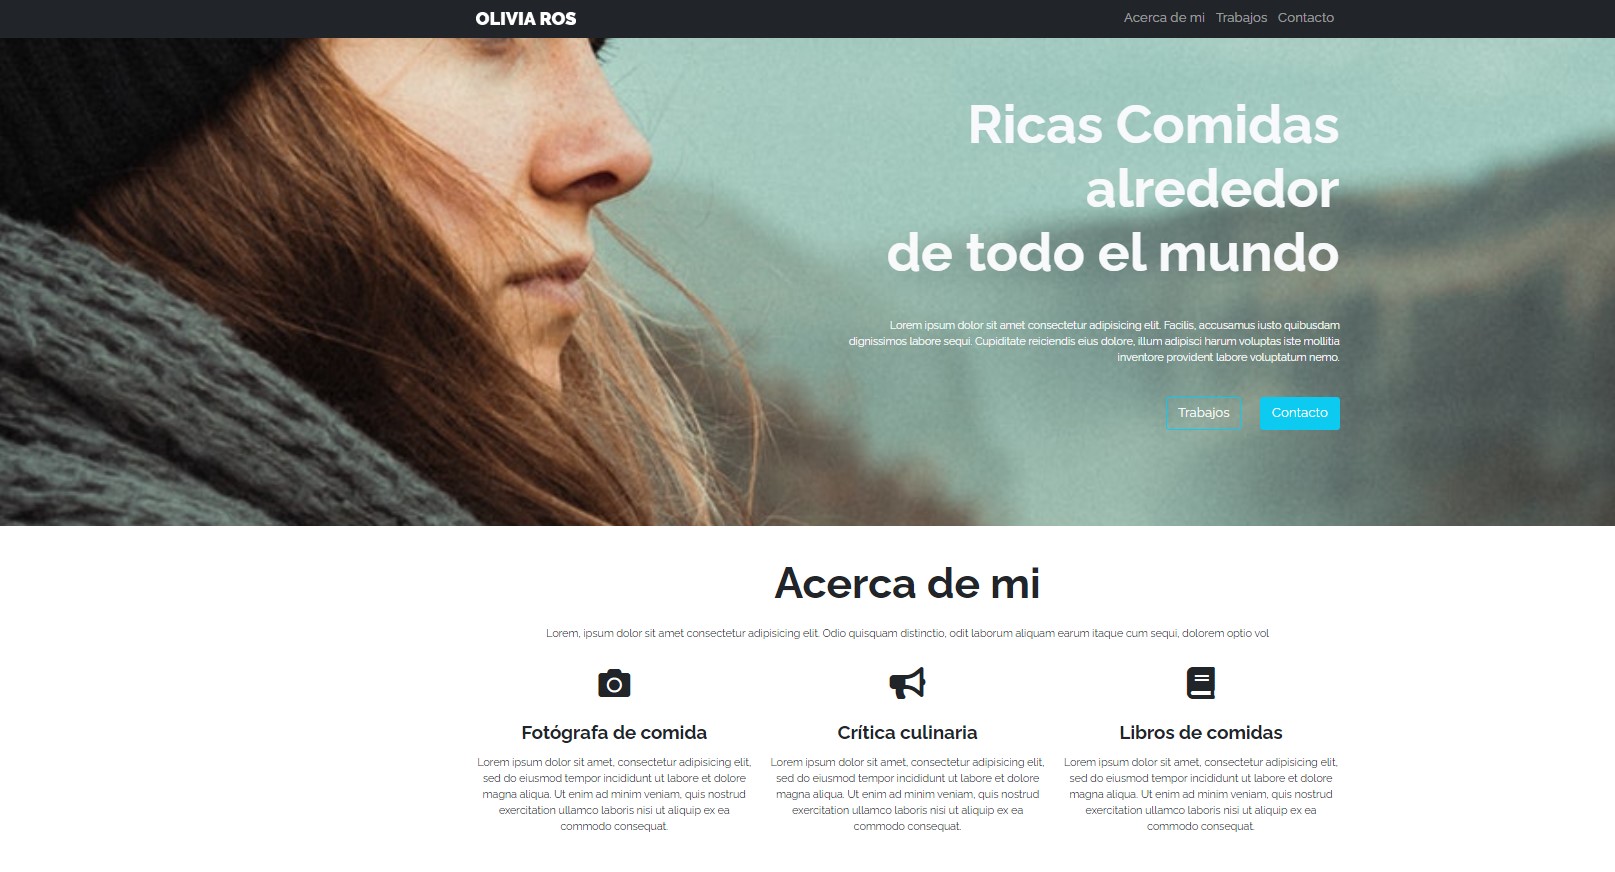 OLIVIA ROS
Acerca de mi Trabajos Contacto
Ricas Comidas
alrededor
de todo el mundo
Lorem ipsum dolor sit amet consectetur adipisicing elit. Facilis, accusamus iusto quibusdam
dignissimos labore sequi. Cupiditate reiciendis eius dolore, illum adipisci harum voluptas iste mollitia
inventore provident labore voluptatum nemo.
Trabajos Contacto
Acerca de mi
Lorem, ipsum dolor sit amet consectetur adipisicing elit. Odio quisquam distinctio, odit laborum aliquam earum itaque cum sequi, dolorem optio vol
Fotógrafa de comida
Lorem ipsum dolor sit amet, consectetur adipisicing elit,
sed do eiusmod tempor incididunt ut labore et dolore
magna aliqua. Ut enim ad minim veniam, quis nostrud
exercitation ullamco laboris nisi ut aliquip ex ea
commodo consequat.
Crítica culinaria
Lorem ipsum dolor sit amet, consectetur adipisicing elit,
sed do eiusmod tempor incididunt ut labore et dolore
magna aliqua. Ut enim ad minim veniam, quis nostrud
exercitation ullamco laboris nisi ut aliquip ex ea
commodo consequat.
Libros de comidas
Lorem ipsum dolor sit amet, consectetur adipisicing elit,
sed do eiusmod tempor incididunt ut labore et dolore
magna aliqua. Ut enim ad minim veniam, quis nostrud
exercitation ullamco laboris nisi ut aliquip ex ea
commodo consequat.